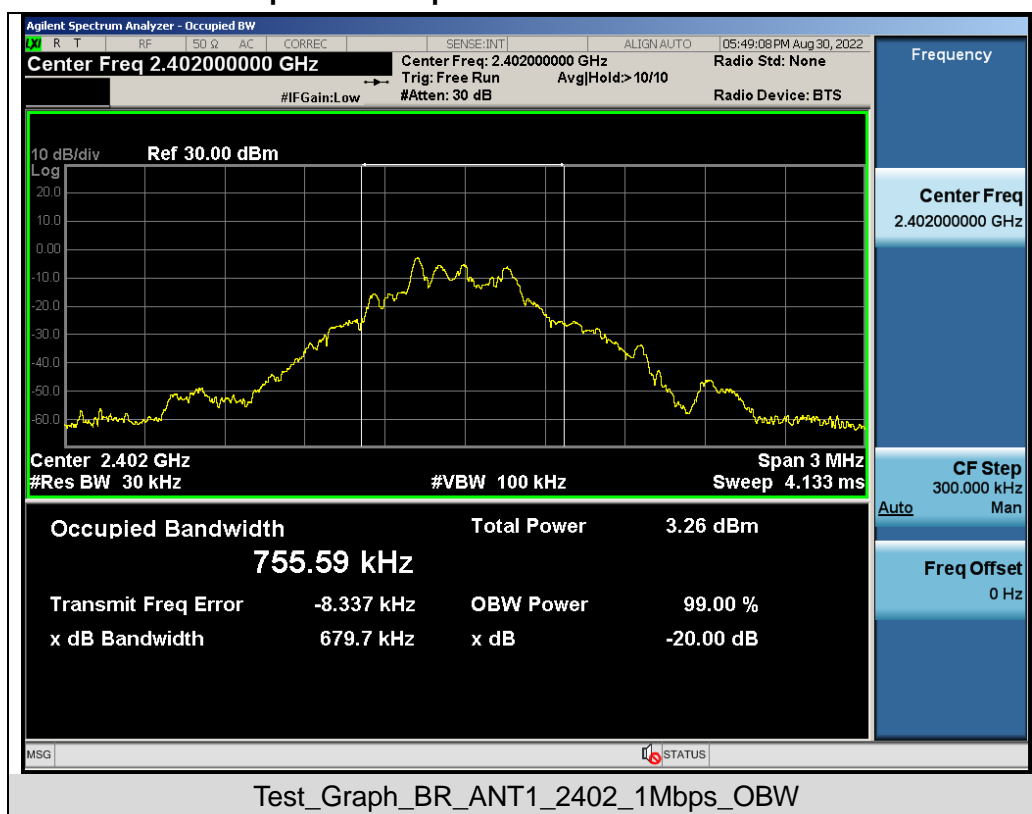 Agilent Spectrum Analyzer - Occupied BW
LXI R T RF 50 Ω AC CORREC SENSE:INT ALIGN AUTO 05:49:08 PM Aug 30, 2022
Center Freq 2.402000000 GHz
Center Freq: 2.402000000 GHz
Radio Std: None
Trig: Free Run Avg|Hold:> 10/10
#IFGain:Low
#Atten: 30 dB
Radio Device: BTS
10 dB/div Ref 30.00 dBm
Log
20.0
10.0
0.00
-10.0
-20.0
-30.0
-40.0
-50.0
-60.0
Center 2.402 GHz Span 3 MHz
#Res BW 30 kHz #VBW 100 kHz Sweep 4.133 ms
Occupied Bandwidth Total Power 3.26 dBm
755.59 kHz
Transmit Freq Error -8.337 kHz OBW Power 99.00 %
x dB Bandwidth 679.7 kHz x dB -20.00 dB
MSG STATUS
Frequency
Center Freq
2.402000000 GHz
CF Step
300.000 kHz
Auto Man
Freq Offset
0 Hz
Test_Graph_BR_ANT1_2402_1Mbps_OBW